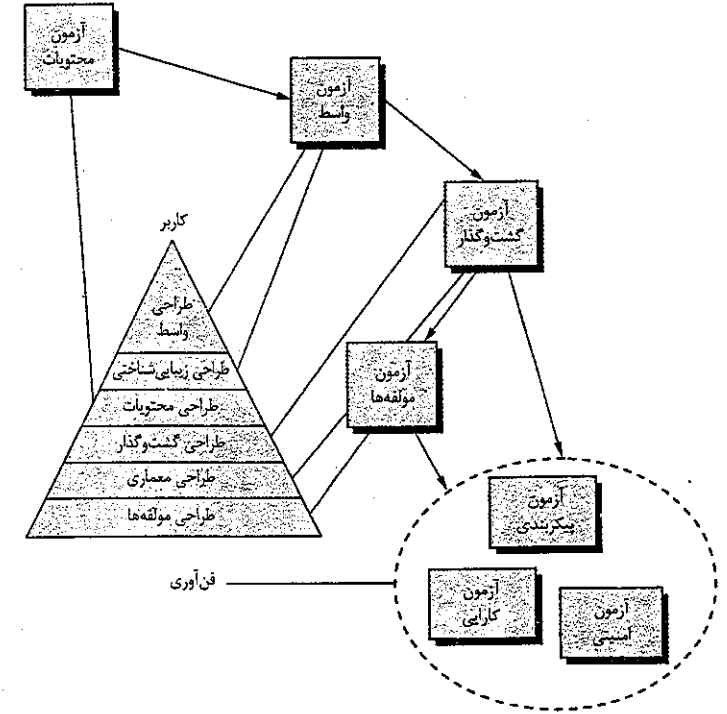 آزمون
محتویات
آزمون
واسط
آزمون
گشت‌وگذار
کاربر
طراحی
واسط
طراحی زیبایی‌شناختی
طراحی محتویات
طراحی گشت‌وگذار
طراحی معماری
طراحی مولفه‌ها
آزمون
مولفه‌ها
آزمون
پیکربندی
فن‌آوری
آزمون
کارایی
آزمون
امنیتی